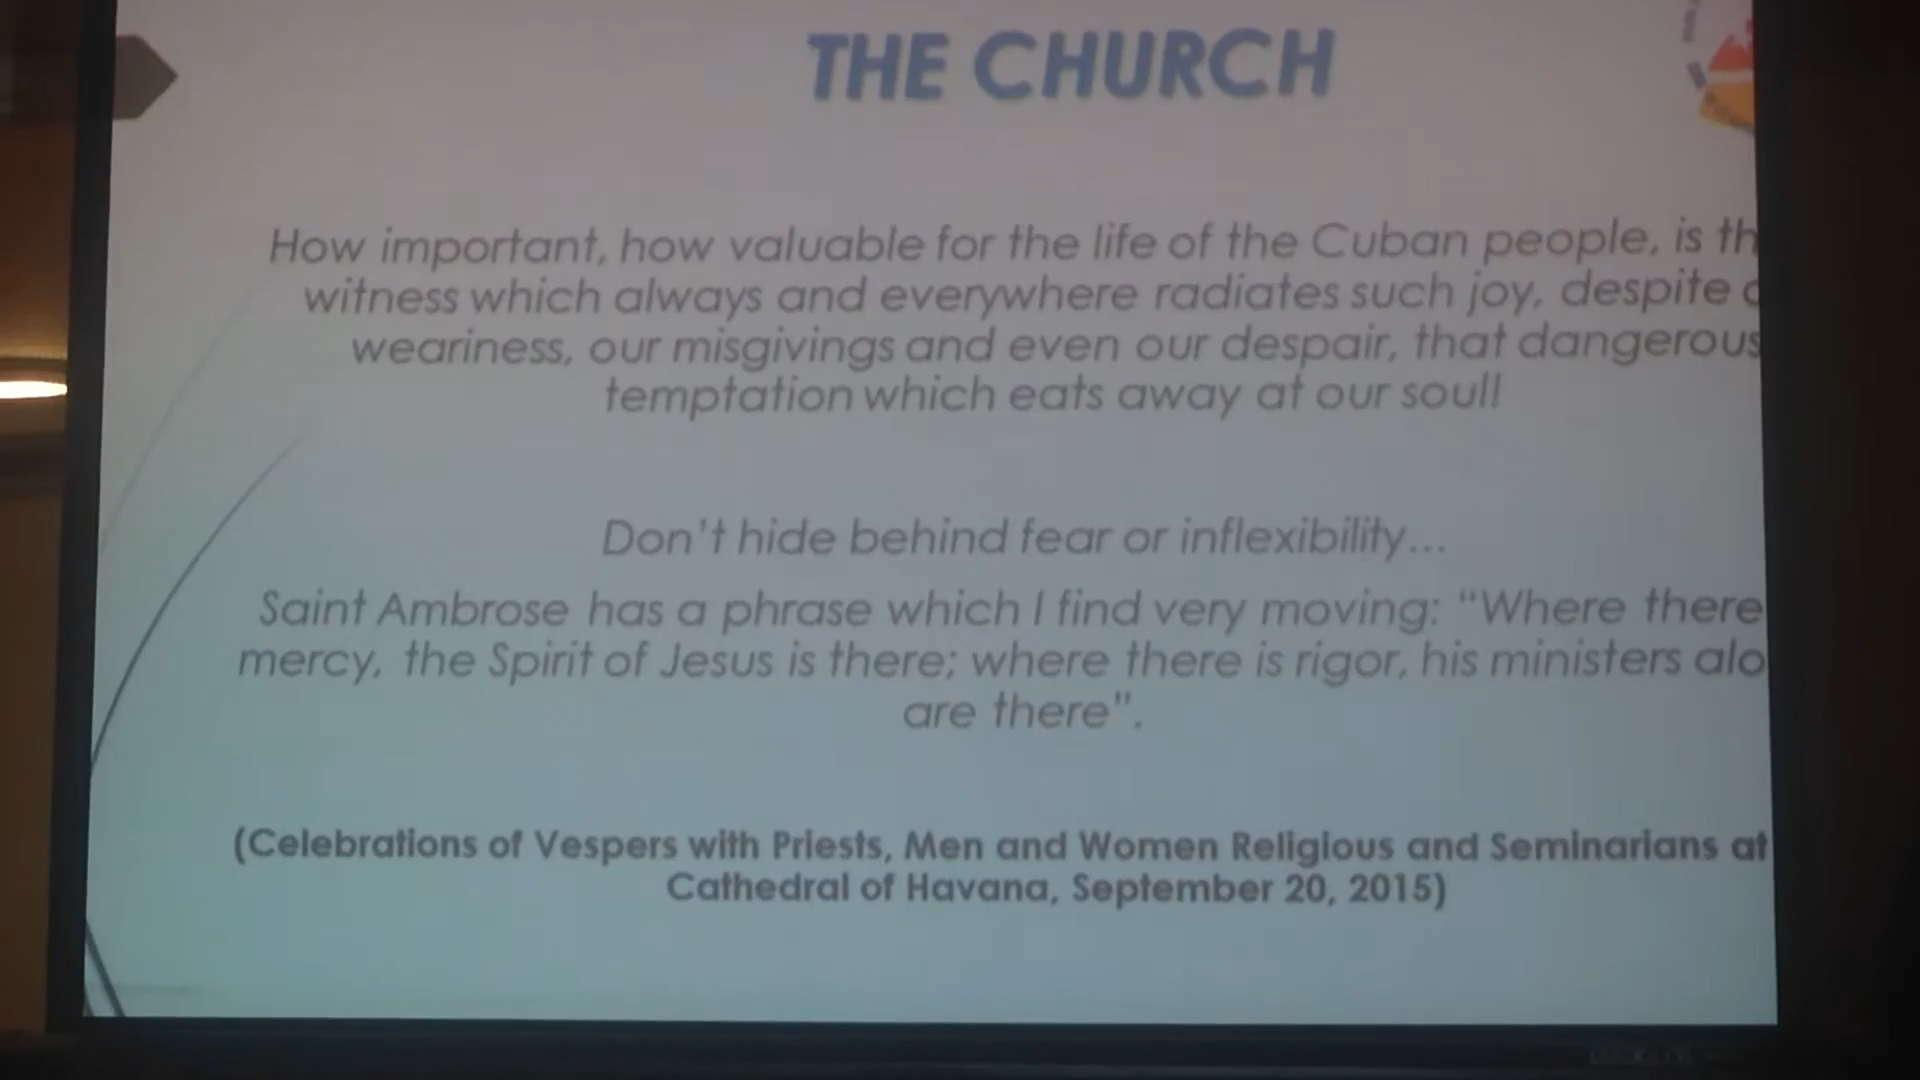 THE CHURCH
How important, how valuable for the life of the Cuban people, is th
witness which always and everywhere radiates such joy, despite
weariness, our misgivings and even our despair, that dangerous
temptation which eats away at our soul!
Don't hide behind fear or inflexibility...
Saint Ambrose has a phrase which I find very moving: "Where there
mercy, the Spirit of Jesus is there; where there is rigor, his ministers alo
are there".
(Celebrations of Vespers with Priests, Men and Women Religious and Seminarians at
Cathedral of Havana, September 20, 2015)